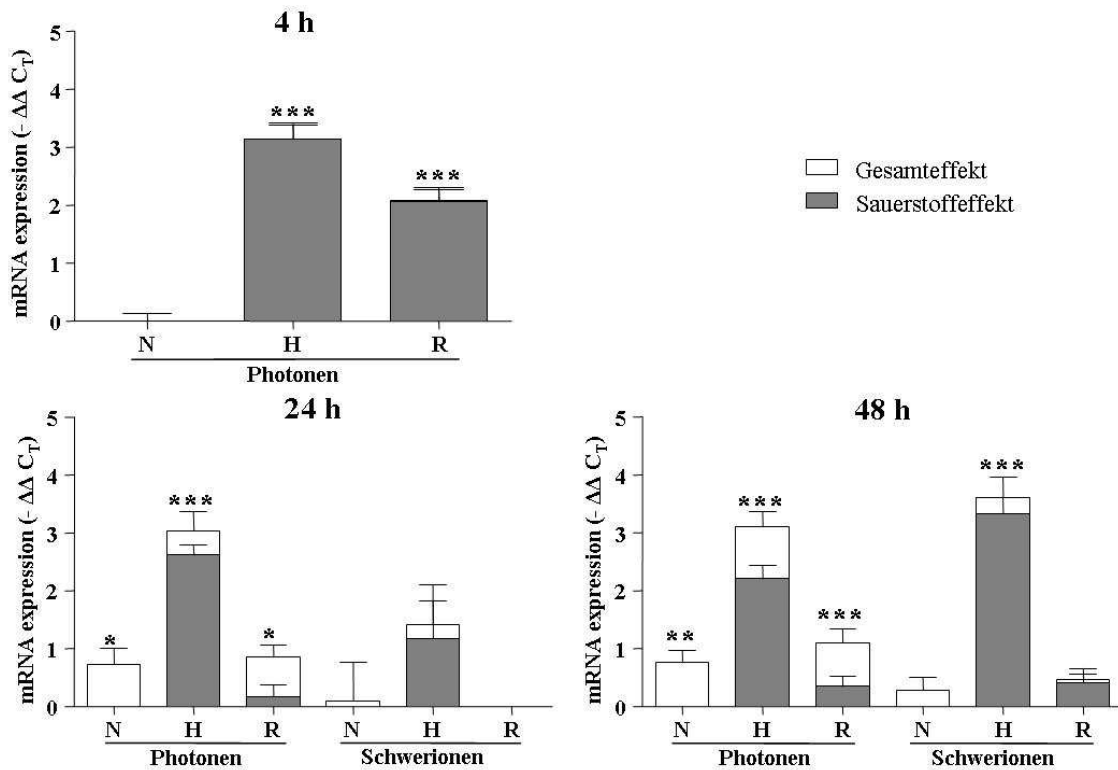 4 h
mRNA expression (- ΔΔ C_T)
5
4
3
2
1
0
***
***
N H R
Photonen
Gesamteffekt
Sauerstoffeffekt
24 h
mRNA expression (- ΔΔ C_T)
5
4
3
2
1
0
*
***
*
N H R N H R
Photonen Schwerionen
48 h
mRNA expression (- ΔΔ C_T)
5
4
3
2
1
0
**
***
***
***
N H R N H R
Photonen Schwerionen